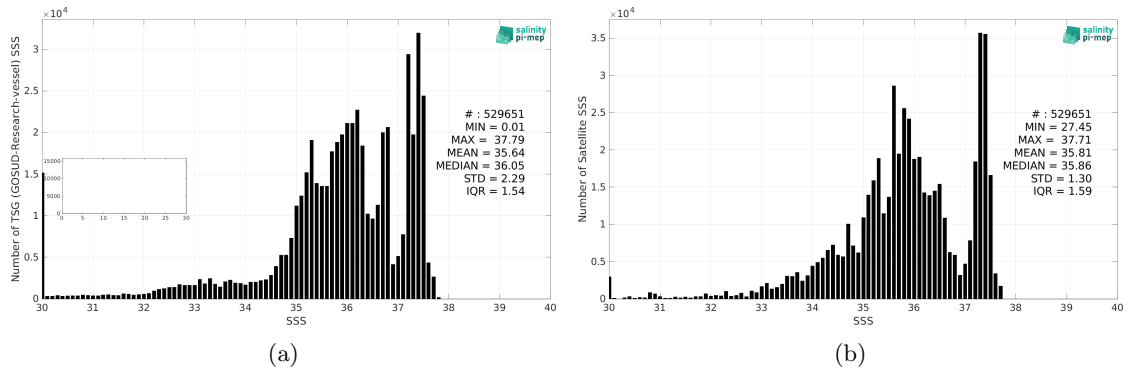 ×10⁴
salinity
pi-mep
Number of TSG (GOSUD-Research-vessel) SSS
3
2.5
2
1.5
1
0.5
0
# : 529651
MIN = 0.01
MAX = 37.79
MEAN = 35.64
MEDIAN = 36.05
STD = 2.29
IQR = 1.54
15000
10000
5000
0
0 5 10 15 20 25 30
30 31 32 33 34 35 36 37 38 39 40
SSS
(a)
×10⁴
salinity
pi-mep
Number of Satellite SSS
3.5
3
2.5
2
1.5
1
0.5
0
# : 529651
MIN = 27.45
MAX = 37.71
MEAN = 35.81
MEDIAN = 35.86
STD = 1.30
IQR = 1.59
30 31 32 33 34 35 36 37 38 39 40
SSS
(b)